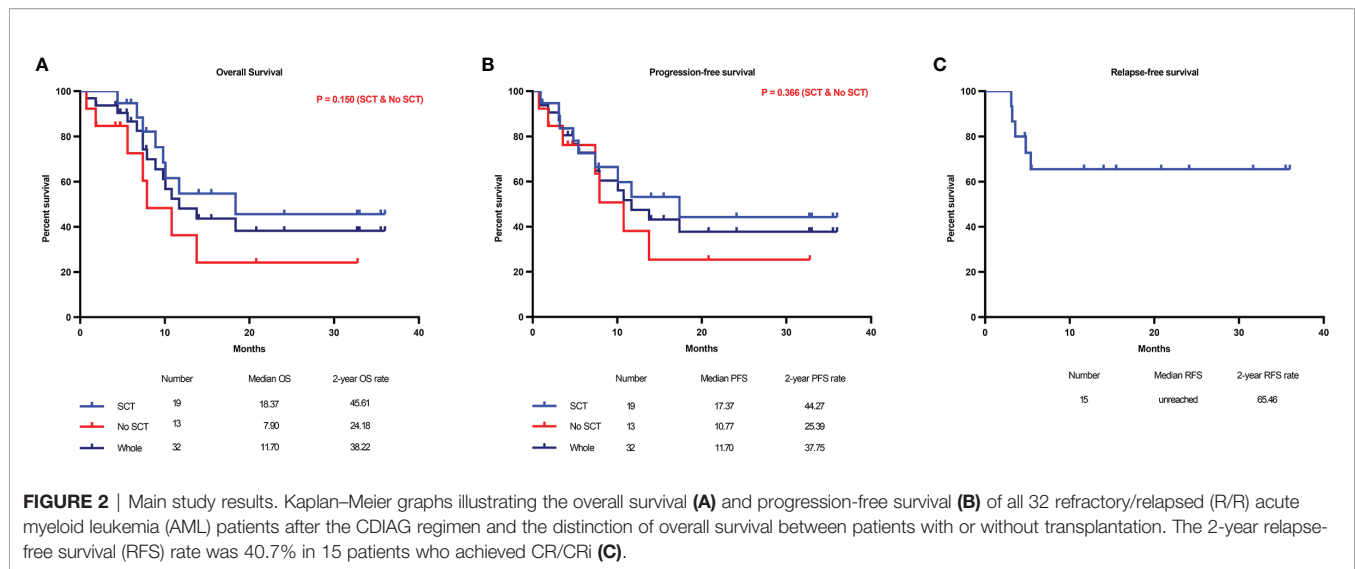 A
Overall Survival
P = 0.150 (SCT & No SCT)
Percent survival
100
80
60
40
20
0
0 10 20 30 40
Months
Number Median OS 2-year OS rate
SCT 19 18.37 45.61
No SCT 13 7.90 24.18
Whole 32 11.70 38.22
B
Progression-free survival
P = 0.366 (SCT & No SCT)
Percent survival
100
80
60
40
20
0
0 10 20 30 40
Months
Number Median PFS 2-year PFS rate
SCT 19 17.37 44.27
No SCT 13 10.77 25.39
Whole 32 11.70 37.75
C
Relapse-free survival
Percent survival
100
80
60
40
20
0
0 10 20 30 40
Months
Number Median RFS 2-year RFS rate
15 unreached 65.46
FIGURE 2 | Main study results. Kaplan–Meier graphs illustrating the overall survival (A) and progression-free survival (B) of all 32 refractory/relapsed (R/R) acute
myeloid leukemia (AML) patients after the CDIAG regimen and the distinction of overall survival between patients with or without transplantation. The 2-year relapse-
free survival (RFS) rate was 40.7% in 15 patients who achieved CR/CRi (C).